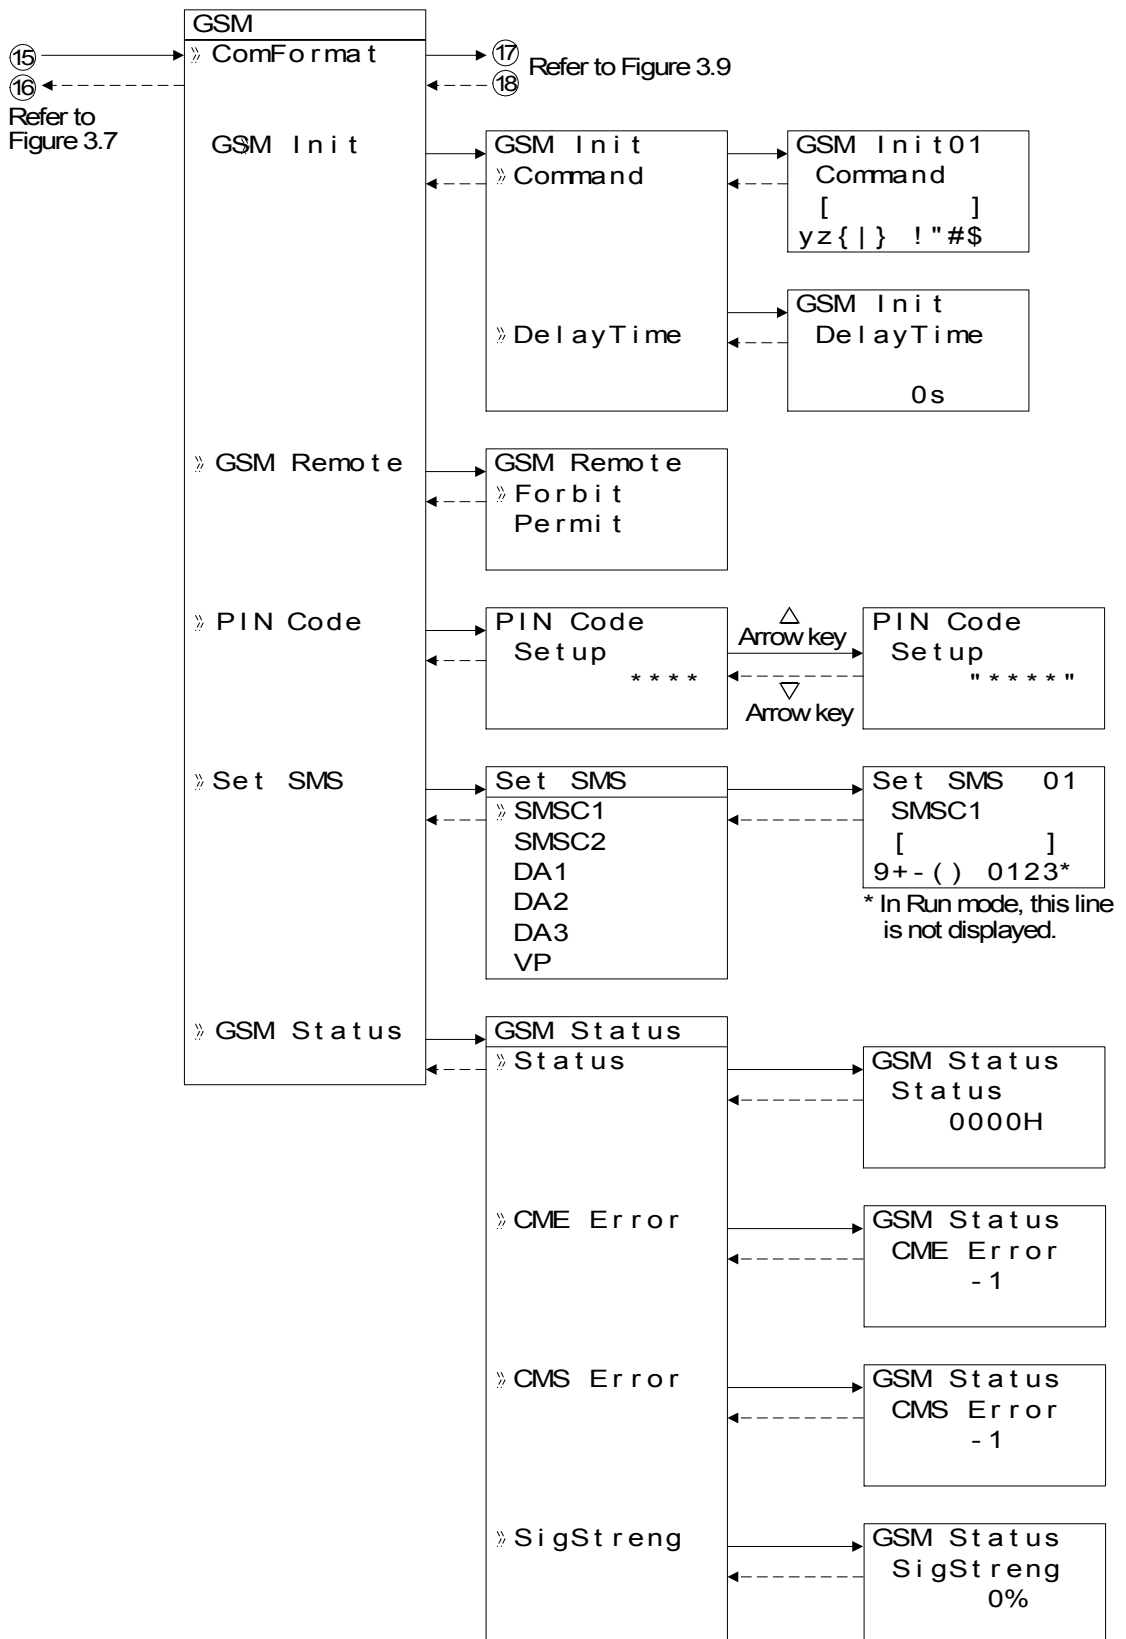 GSM
⑮
» ComFormat
⑰
Refer to Figure 3.9
⑯
⑱
Refer to
Figure 3.7
GSM Init
GSM Init
» Command
GSM Init01
Command
[ ]
yz{|} !"#$
» DelayTime
GSM Init
DelayTime
0s
» GSM Remote
GSM Remote
» Forbit
Permit
» PIN Code
PIN Code
Setup
****
△
Arrow key
▽
Arrow key
PIN Code
Setup
"****"
» Set SMS
Set SMS
» SMSC1
SMSC2
DA1
DA2
DA3
VP
Set SMS 01
SMSC1
[ ]
9+-() 0123*
* In Run mode, this line
is not displayed.
» GSM Status
GSM Status
» Status
GSM Status
Status
0000H
» CME Error
GSM Status
CME Error
-1
» CMS Error
GSM Status
CMS Error
-1
» SigStreng
GSM Status
SigStreng
0%